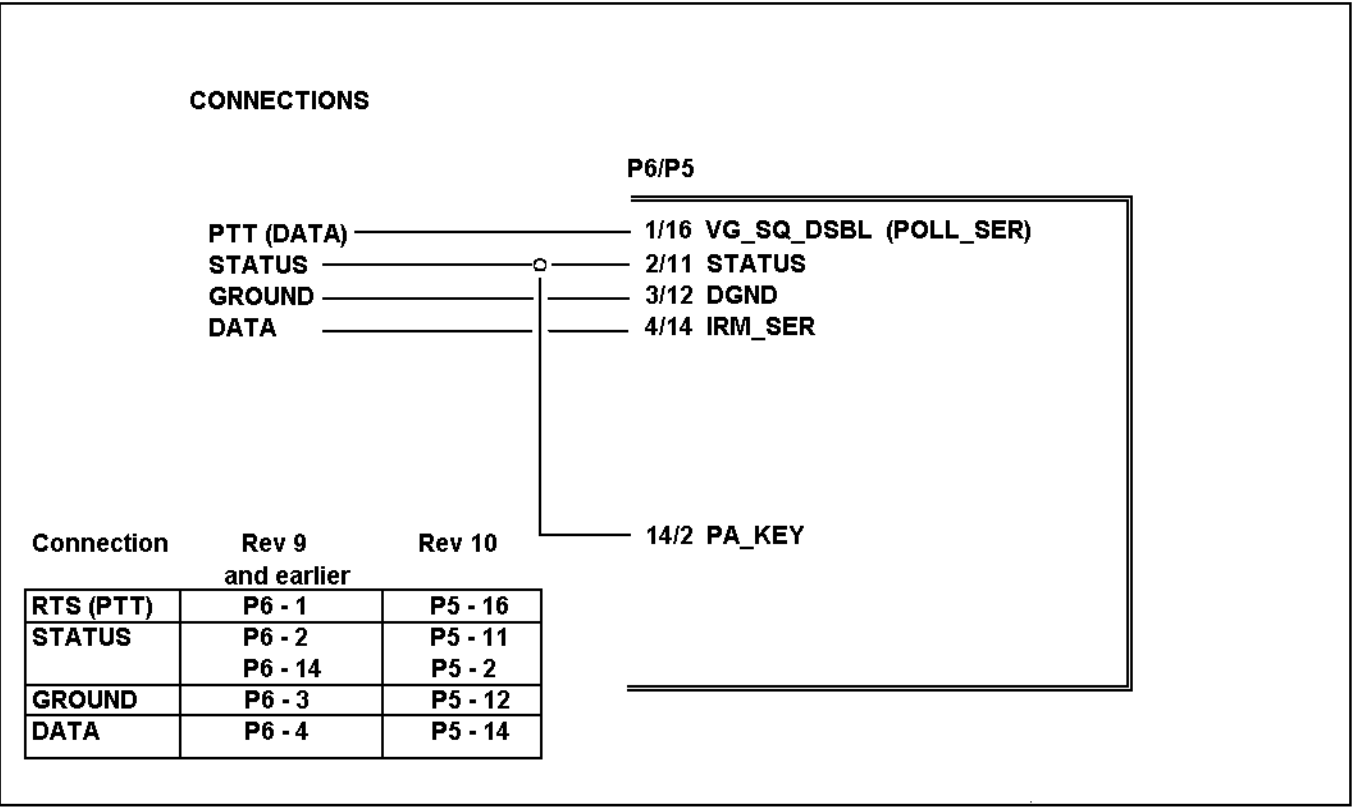 CONNECTIONS
P6/P5
PTT (DATA) 1/16 VG_SQ_DSBL (POLL_SER)
STATUS 2/11 STATUS
GROUND 3/12 DGND
DATA 4/14 IRM_SER
14/2 PA_KEY
Connection Rev 9 and earlier Rev 10
RTS (PTT) P6 - 1 P5 - 16
STATUS P6 - 2 P5 - 11
P6 - 14 P5 - 2
GROUND P6 - 3 P5 - 12
DATA P6 - 4 P5 - 14